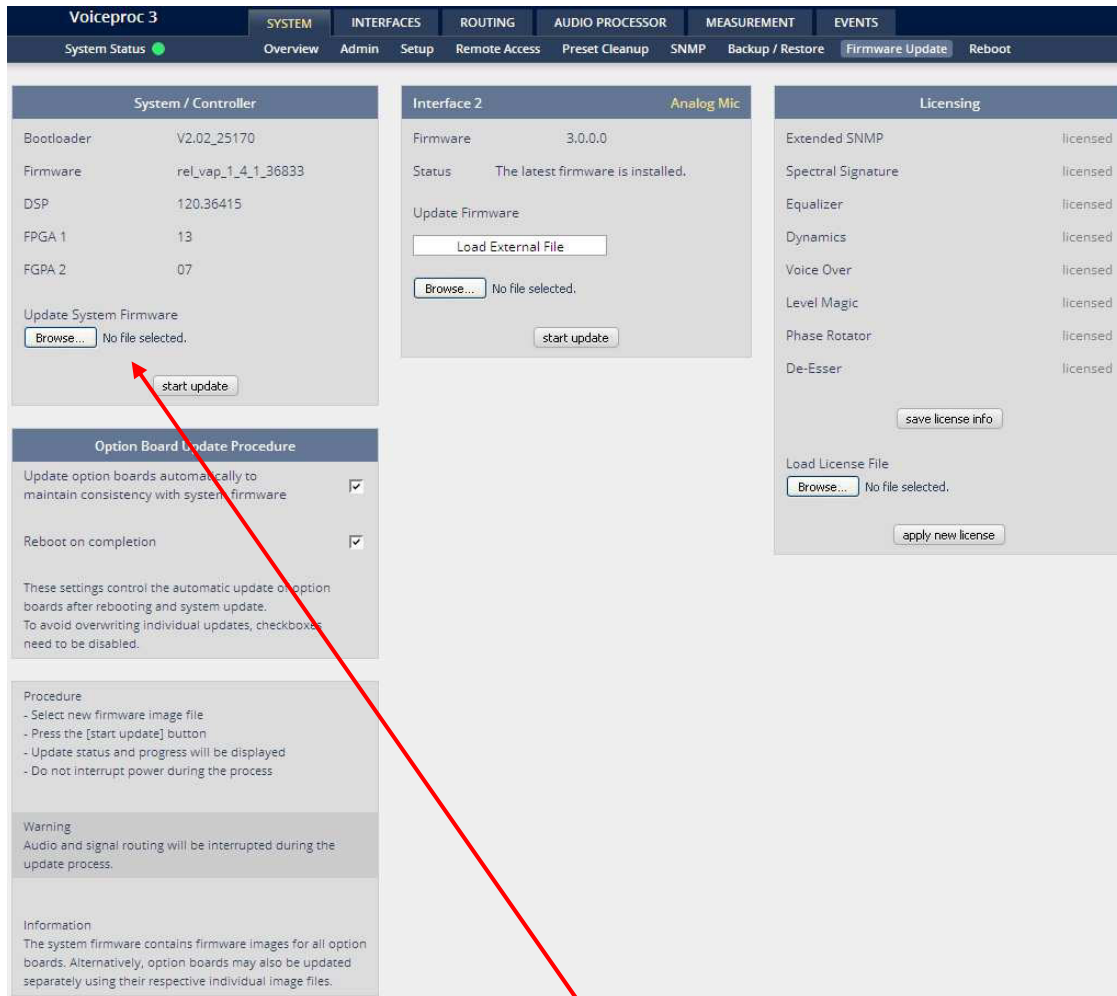 Voiceproc 3
SYSTEM INTERFACES ROUTING AUDIO PROCESSOR MEASUREMENT EVENTS
System Status
Overview Admin Setup Remote Access Preset Cleanup SNMP Backup / Restore Firmware Update Reboot
System / Controller
Bootloader V2.02_25170
Firmware rel_vap_1_4_1_36833
DSP 120.36415
FPGA 1 13
FGPA 2 07
Update System Firmware
Browse... No file selected.
start update
Option Board Update Procedure
Update option boards automatically to
maintain consistency with system firmware
Reboot on completion
These settings control the automatic update of option
boards after rebooting and system update.
To avoid overwriting individual updates, checkboxes
need to be disabled.
Procedure
- Select new firmware image file
- Press the [start update] button
- Update status and progress will be displayed
- Do not interrupt power during the process
Warning
Audio and signal routing will be interrupted during the
update process.
Information
The system firmware contains firmware images for all option
boards. Alternatively, option boards may also be updated
separately using their respective individual image files.
Interface 2 Analog Mic
Firmware 3.0.0.0
Status The latest firmware is installed.
Update Firmware
Load External File
Browse... No file selected.
start update
Licensing
Extended SNMP licensed
Spectral Signature licensed
Equalizer licensed
Dynamics licensed
Voice Over licensed
Level Magic licensed
Phase Rotator licensed
De-Esser licensed
save license info
Load License File
Browse... No file selected.
apply new license